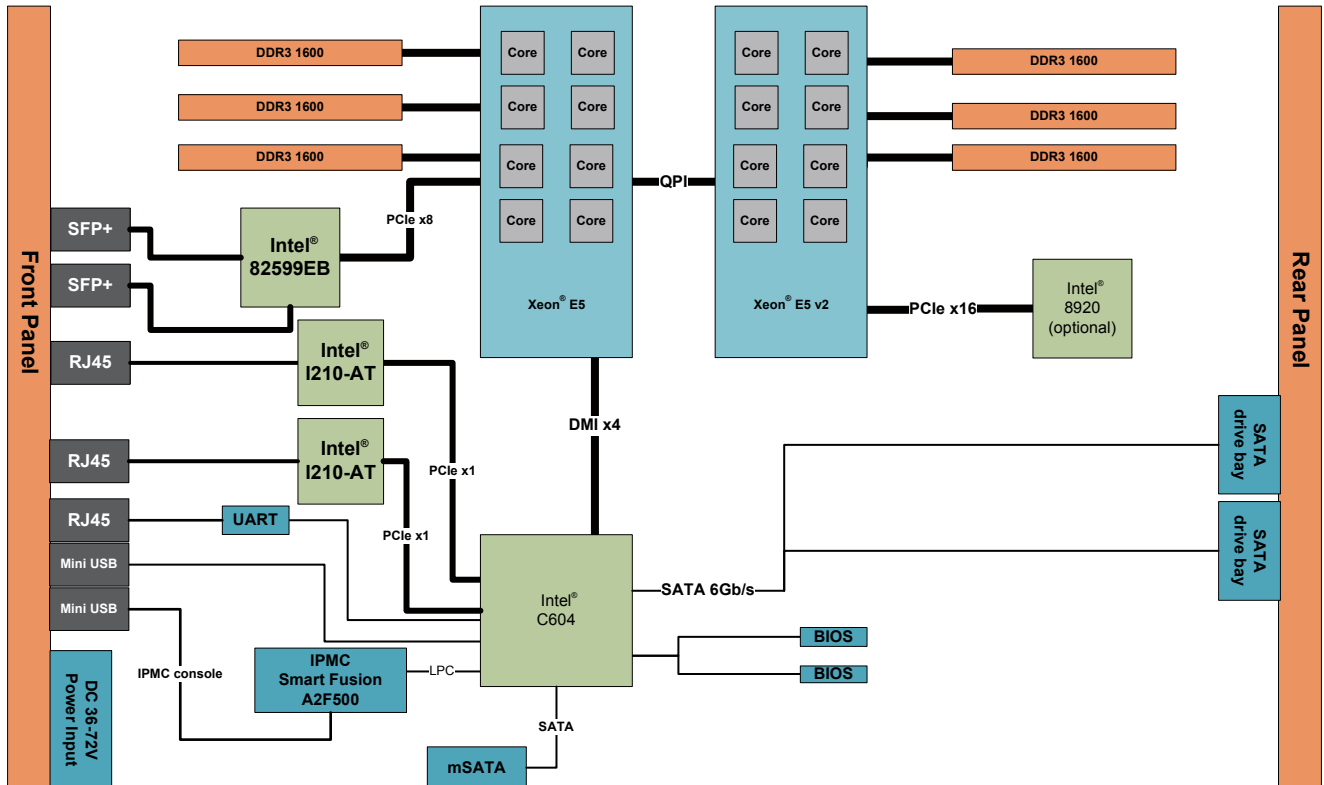 Front Panel
DDR3 1600
DDR3 1600
DDR3 1600
Core Core
Core Core
Core Core
Core Core
Xeon® E5
QPI
Core Core
Core Core
Core Core
Core Core
Xeon® E5 v2
DDR3 1600
DDR3 1600
DDR3 1600
Rear Panel
SFP+
SFP+
Intel®
82599EB
PCIe x8
PCIe x16
Intel®
8920
(optional)
RJ45
Intel®
I210-AT
DMI x4
RJ45
Intel®
I210-AT
PCIe x1
PCIe x1
SATA
drive bay
SATA
drive bay
RJ45
UART
Mini USB
Mini USB
Intel®
C604
SATA 6Gb/s
BIOS
BIOS
DC 36-72V
Power Input
IPMC console
IPMC
Smart Fusion
A2F500
LPC
SATA
mSATA